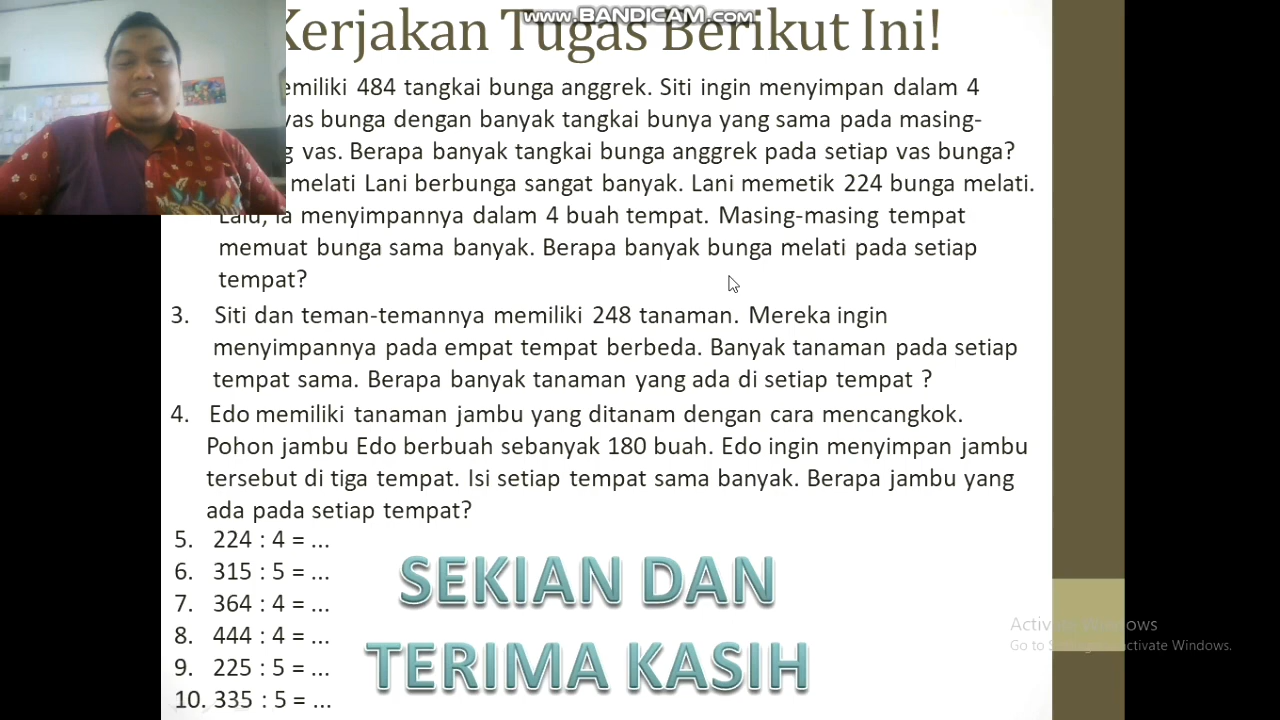 www.BANDICAM.com
Kerjakan Tugas Berikut Ini!
emiliki 484 tangkai bunga anggrek. Siti ingin menyimpan dalam 4
vas bunga dengan banyak tangkai bunya yang sama pada masing-
g vas. Berapa banyak tangkai bunga anggrek pada setiap vas bunga?
melati Lani berbunga sangat banyak. Lani memetik 224 bunga melati.
Lalu, ia menyimpannya dalam 4 buah tempat. Masing-masing tempat
memuat bunga sama banyak. Berapa banyak bunga melati pada setiap
tempat?
3. Siti dan teman-temannya memiliki 248 tanaman. Mereka ingin
menyimpannya pada empat tempat berbeda. Banyak tanaman pada setiap
tempat sama. Berapa banyak tanaman yang ada di setiap tempat ?
4. Edo memiliki tanaman jambu yang ditanam dengan cara mencangkok.
Pohon jambu Edo berbuah sebanyak 180 buah. Edo ingin menyimpan jambu
tersebut di tiga tempat. Isi setiap tempat sama banyak. Berapa jambu yang
ada pada setiap tempat?
5. 224 : 4 = ...
6. 315 : 5 = ...
7. 364 : 4 = ...
8. 444 : 4 = ...
9. 225 : 5 = ...
10. 335 : 5 = ...
SEKIAN DAN
TERIMA KASIH
Activate Windows
Go to S ctivate Windows.